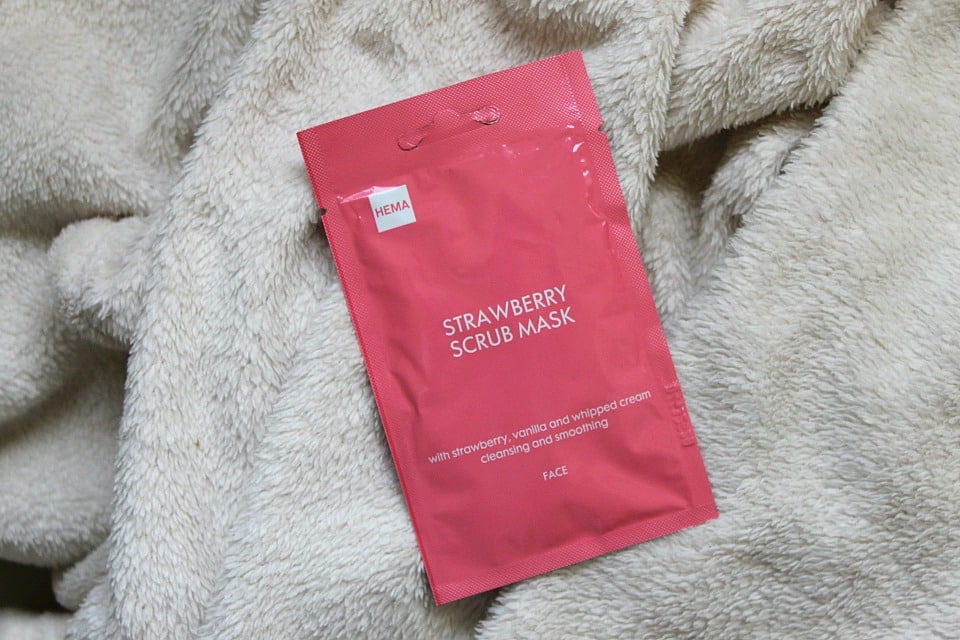 HEMA
STRAWBERRY
SCRUB MASK
with strawberry, vanilla and whipped cream
cleansing and smoothing
FACE